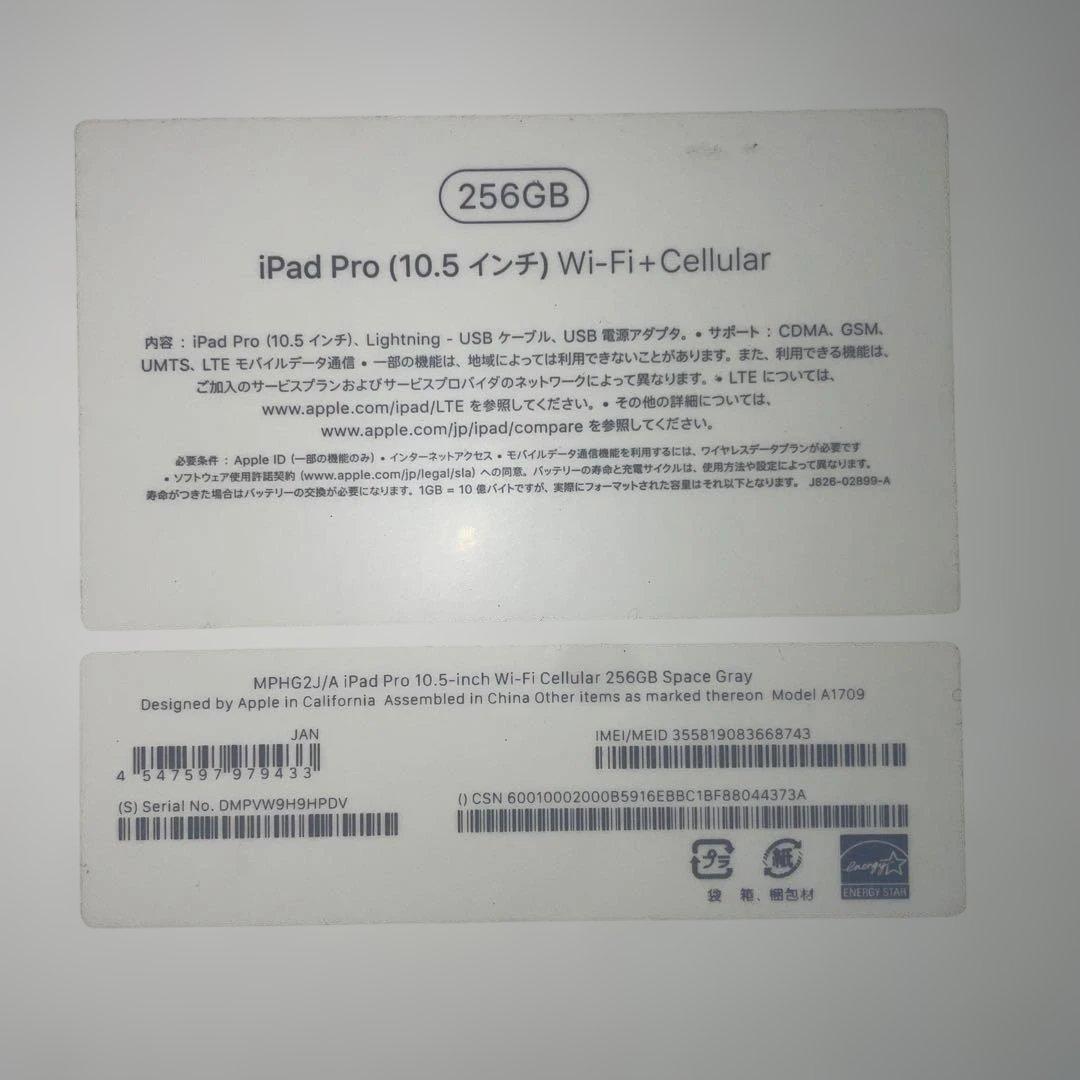 256GB
iPad Pro (10.5 インチ) Wi-Fi+Cellular
内容：iPad Pro (10.5 インチ)、Lightning - USB ケーブル、USB 電源アダプタ。• サポート：CDMA、GSM、
UMTS、LTE モバイルデータ通信 • 一部の機能は、地域によっては利用できないことがあります。また、利用できる機能は、
ご加入のサービスプランおよびサービスプロバイダのネットワークによって異なります。• LTE については、
www.apple.com/ipad/LTE を参照してください。• その他の詳細については、
www.apple.com/jp/ipad/compare を参照してください。
必要条件：Apple ID (一部の機能のみ) • インターネットアクセス • モバイルデータ通信機能を利用するには、ワイヤレスデータプランが必要です
• ソフトウェア使用許諾契約 (www.apple.com/jp/legal/sla) への同意。バッテリーの寿命と充電サイクルは、使用方法や設定によって異なります。
寿命がつきた場合はバッテリーの交換が必要になります。1GB = 10 億バイトですが、実際にフォーマットされた容量はそれ以下となります。 J826-02899-A
MPHG2J/A iPad Pro 10.5-inch Wi-Fi Cellular 256GB Space Gray
Designed by Apple in California Assembled in China Other items as marked thereon Model A1709
JAN
4 547597 979433
IMEI/MEID 355819083668743
(S) Serial No. DMPVW9H9HPDV
() CSN 60010002000B5916EBBC1BF88044373A
プラ 紙 energy
袋 箱、梱包材 ENERGY STAR